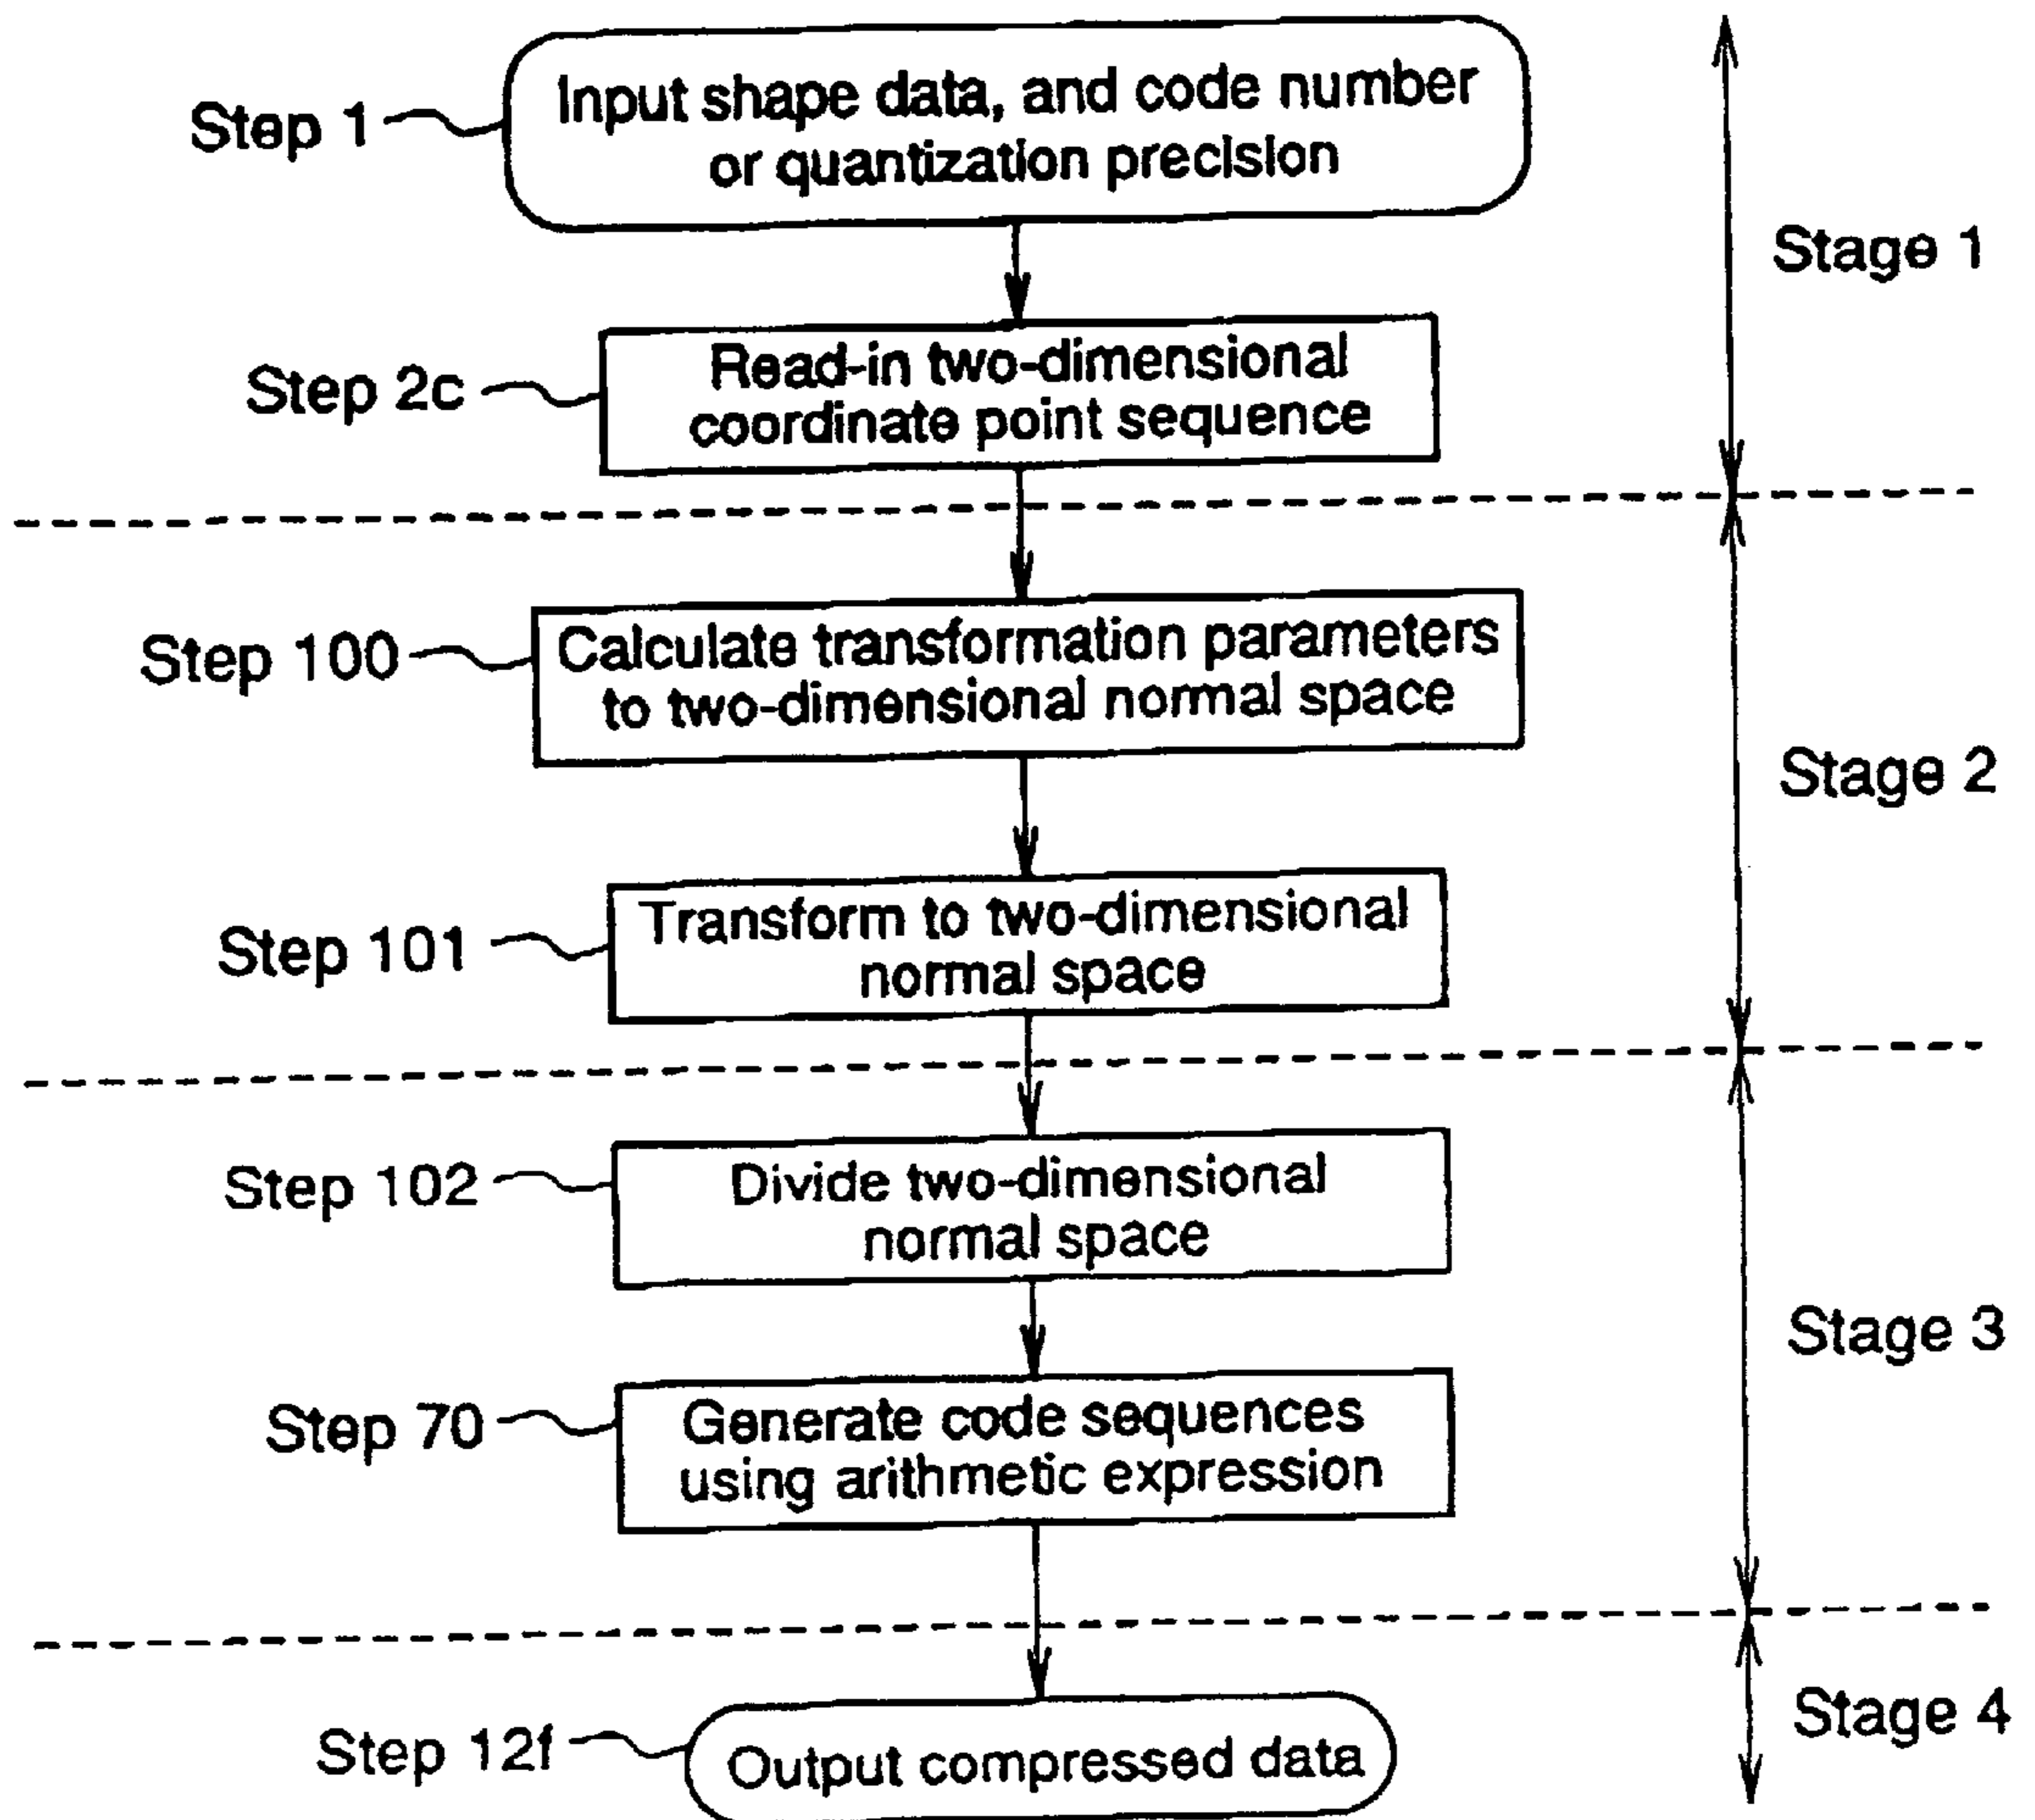 Step 1
Input shape data, and code number
or quantization precision
Stage 1
Step 2c
Read-in two-dimensional
coordinate point sequence
Step 100
Calculate transformation parameters
to two-dimensional normal space
Stage 2
Step 101
Transform to two-dimensional
normal space
Step 102
Divide two-dimensional
normal space
Stage 3
Step 70
Generate code sequences
using arithmetic expression
Step 12f
Output compressed data
Stage 4